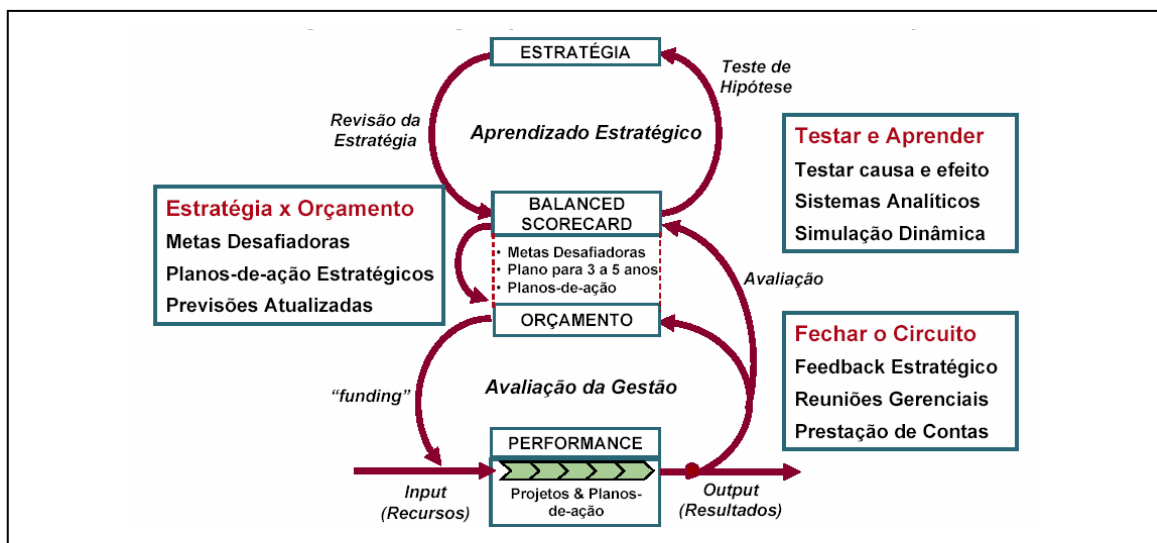 ESTRATÉGIA
Teste de
Hipótese
Revisão da
Estratégia
Aprendizado Estratégico
Testar e Aprender
Testar causa e efeito
Sistemas Analíticos
Simulação Dinâmica
Estratégia x Orçamento
Metas Desafiadoras
Planos-de-ação Estratégicos
Previsões Atualizadas
BALANCED
SCORECARD
• Metas Desafiadoras
• Plano para 3 a 5 anos
• Planos-de-ação
Avaliação
ORÇAMENTO
Fechar o Circuito
Feedback Estratégico
Reuniões Gerenciais
Prestação de Contas
“funding”
Avaliação da Gestão
PERFORMANCE
Projetos & Planos-
de-ação
Input
(Recursos)
Output
(Resultados)